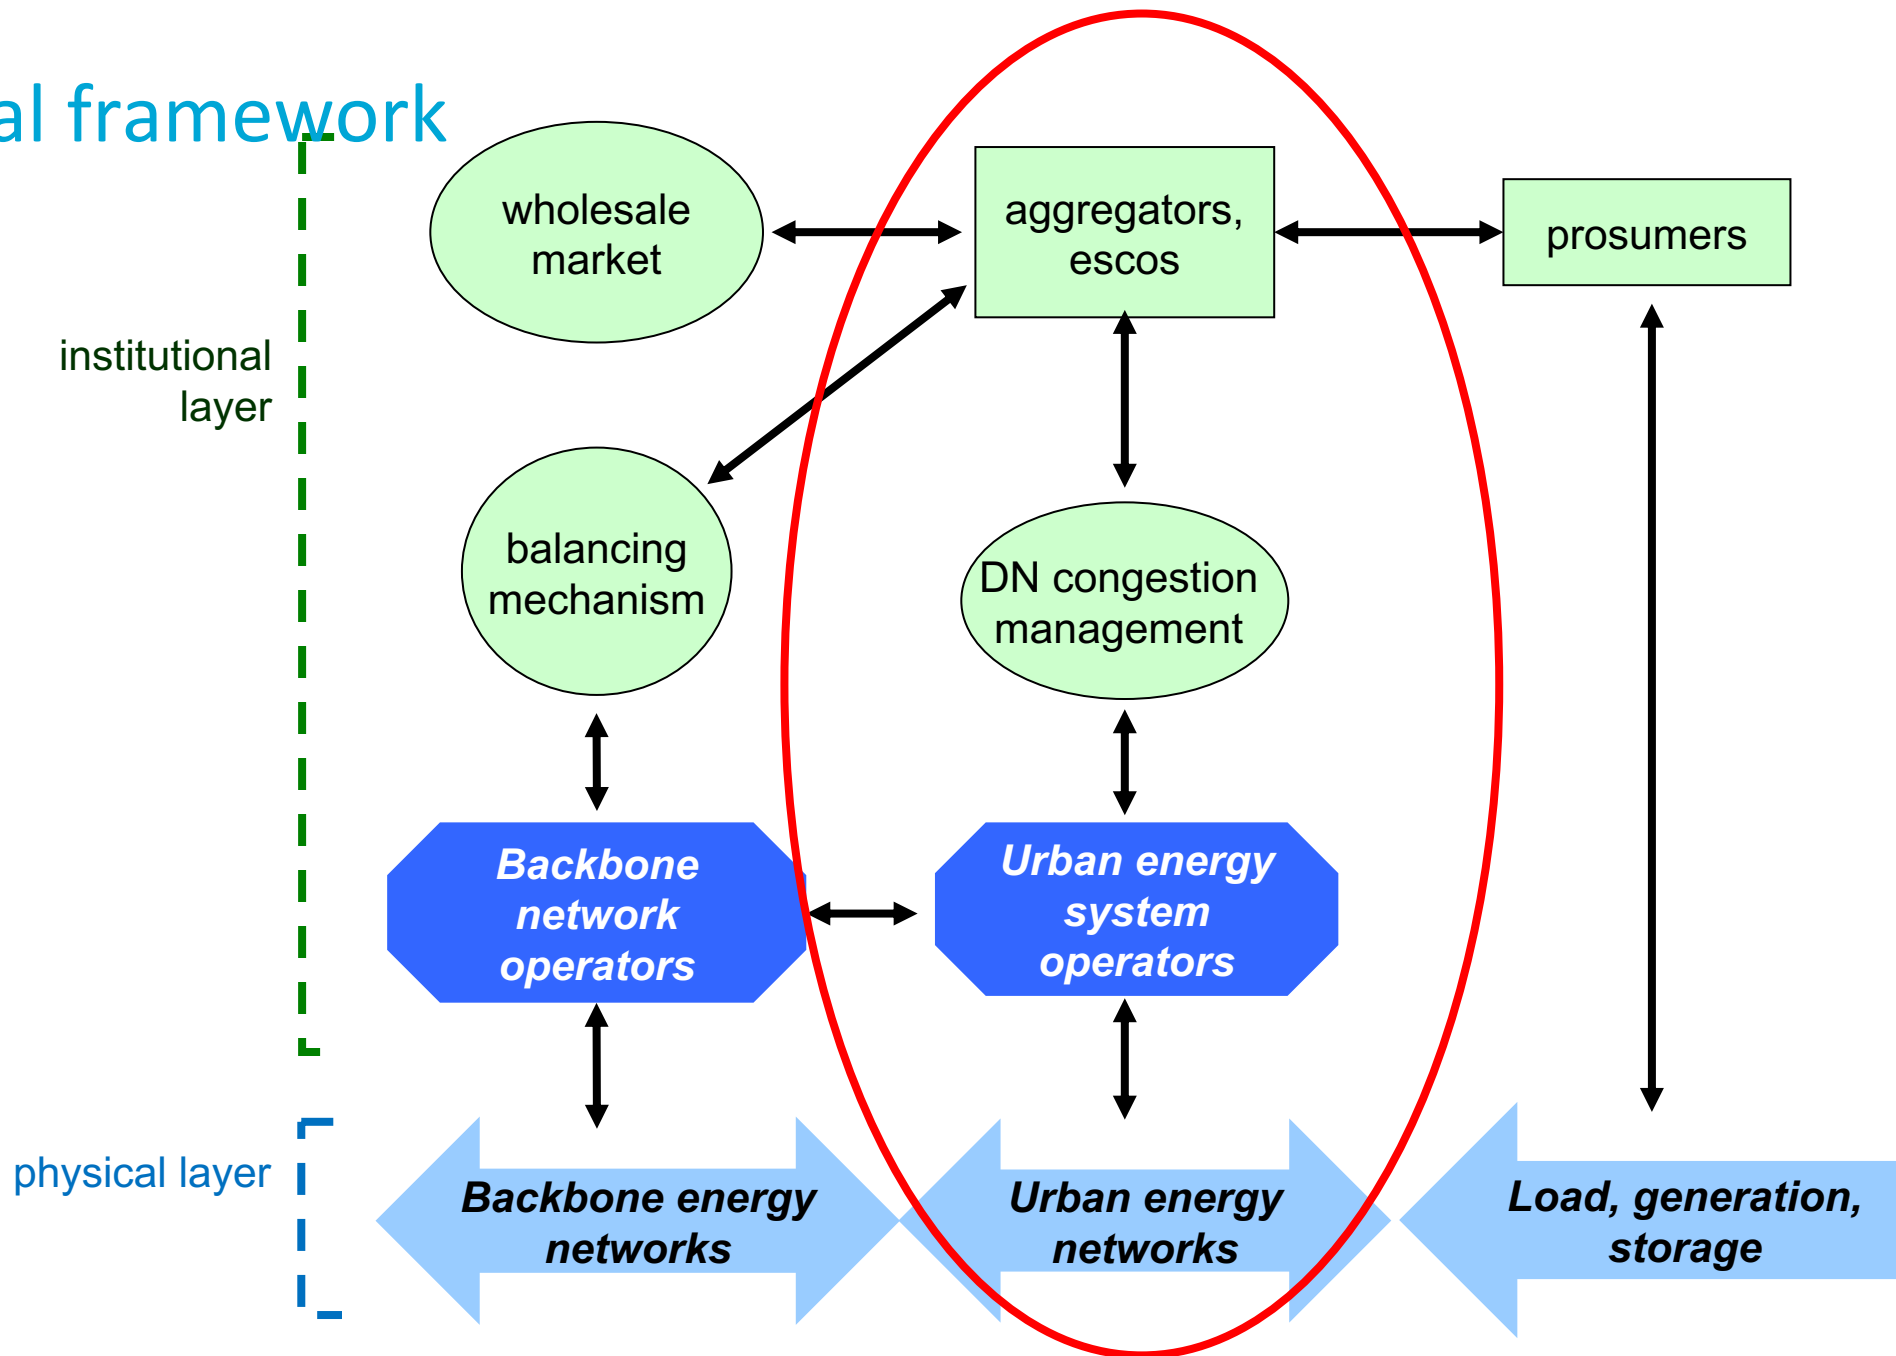 al framework
wholesale
market
aggregators,
escos
prosumers
institutional
layer
balancing
mechanism
DN congestion
management
Backbone
network
operators
Urban energy
system
operators
physical layer
Backbone energy
networks
Urban energy
networks
Load, generation,
storage